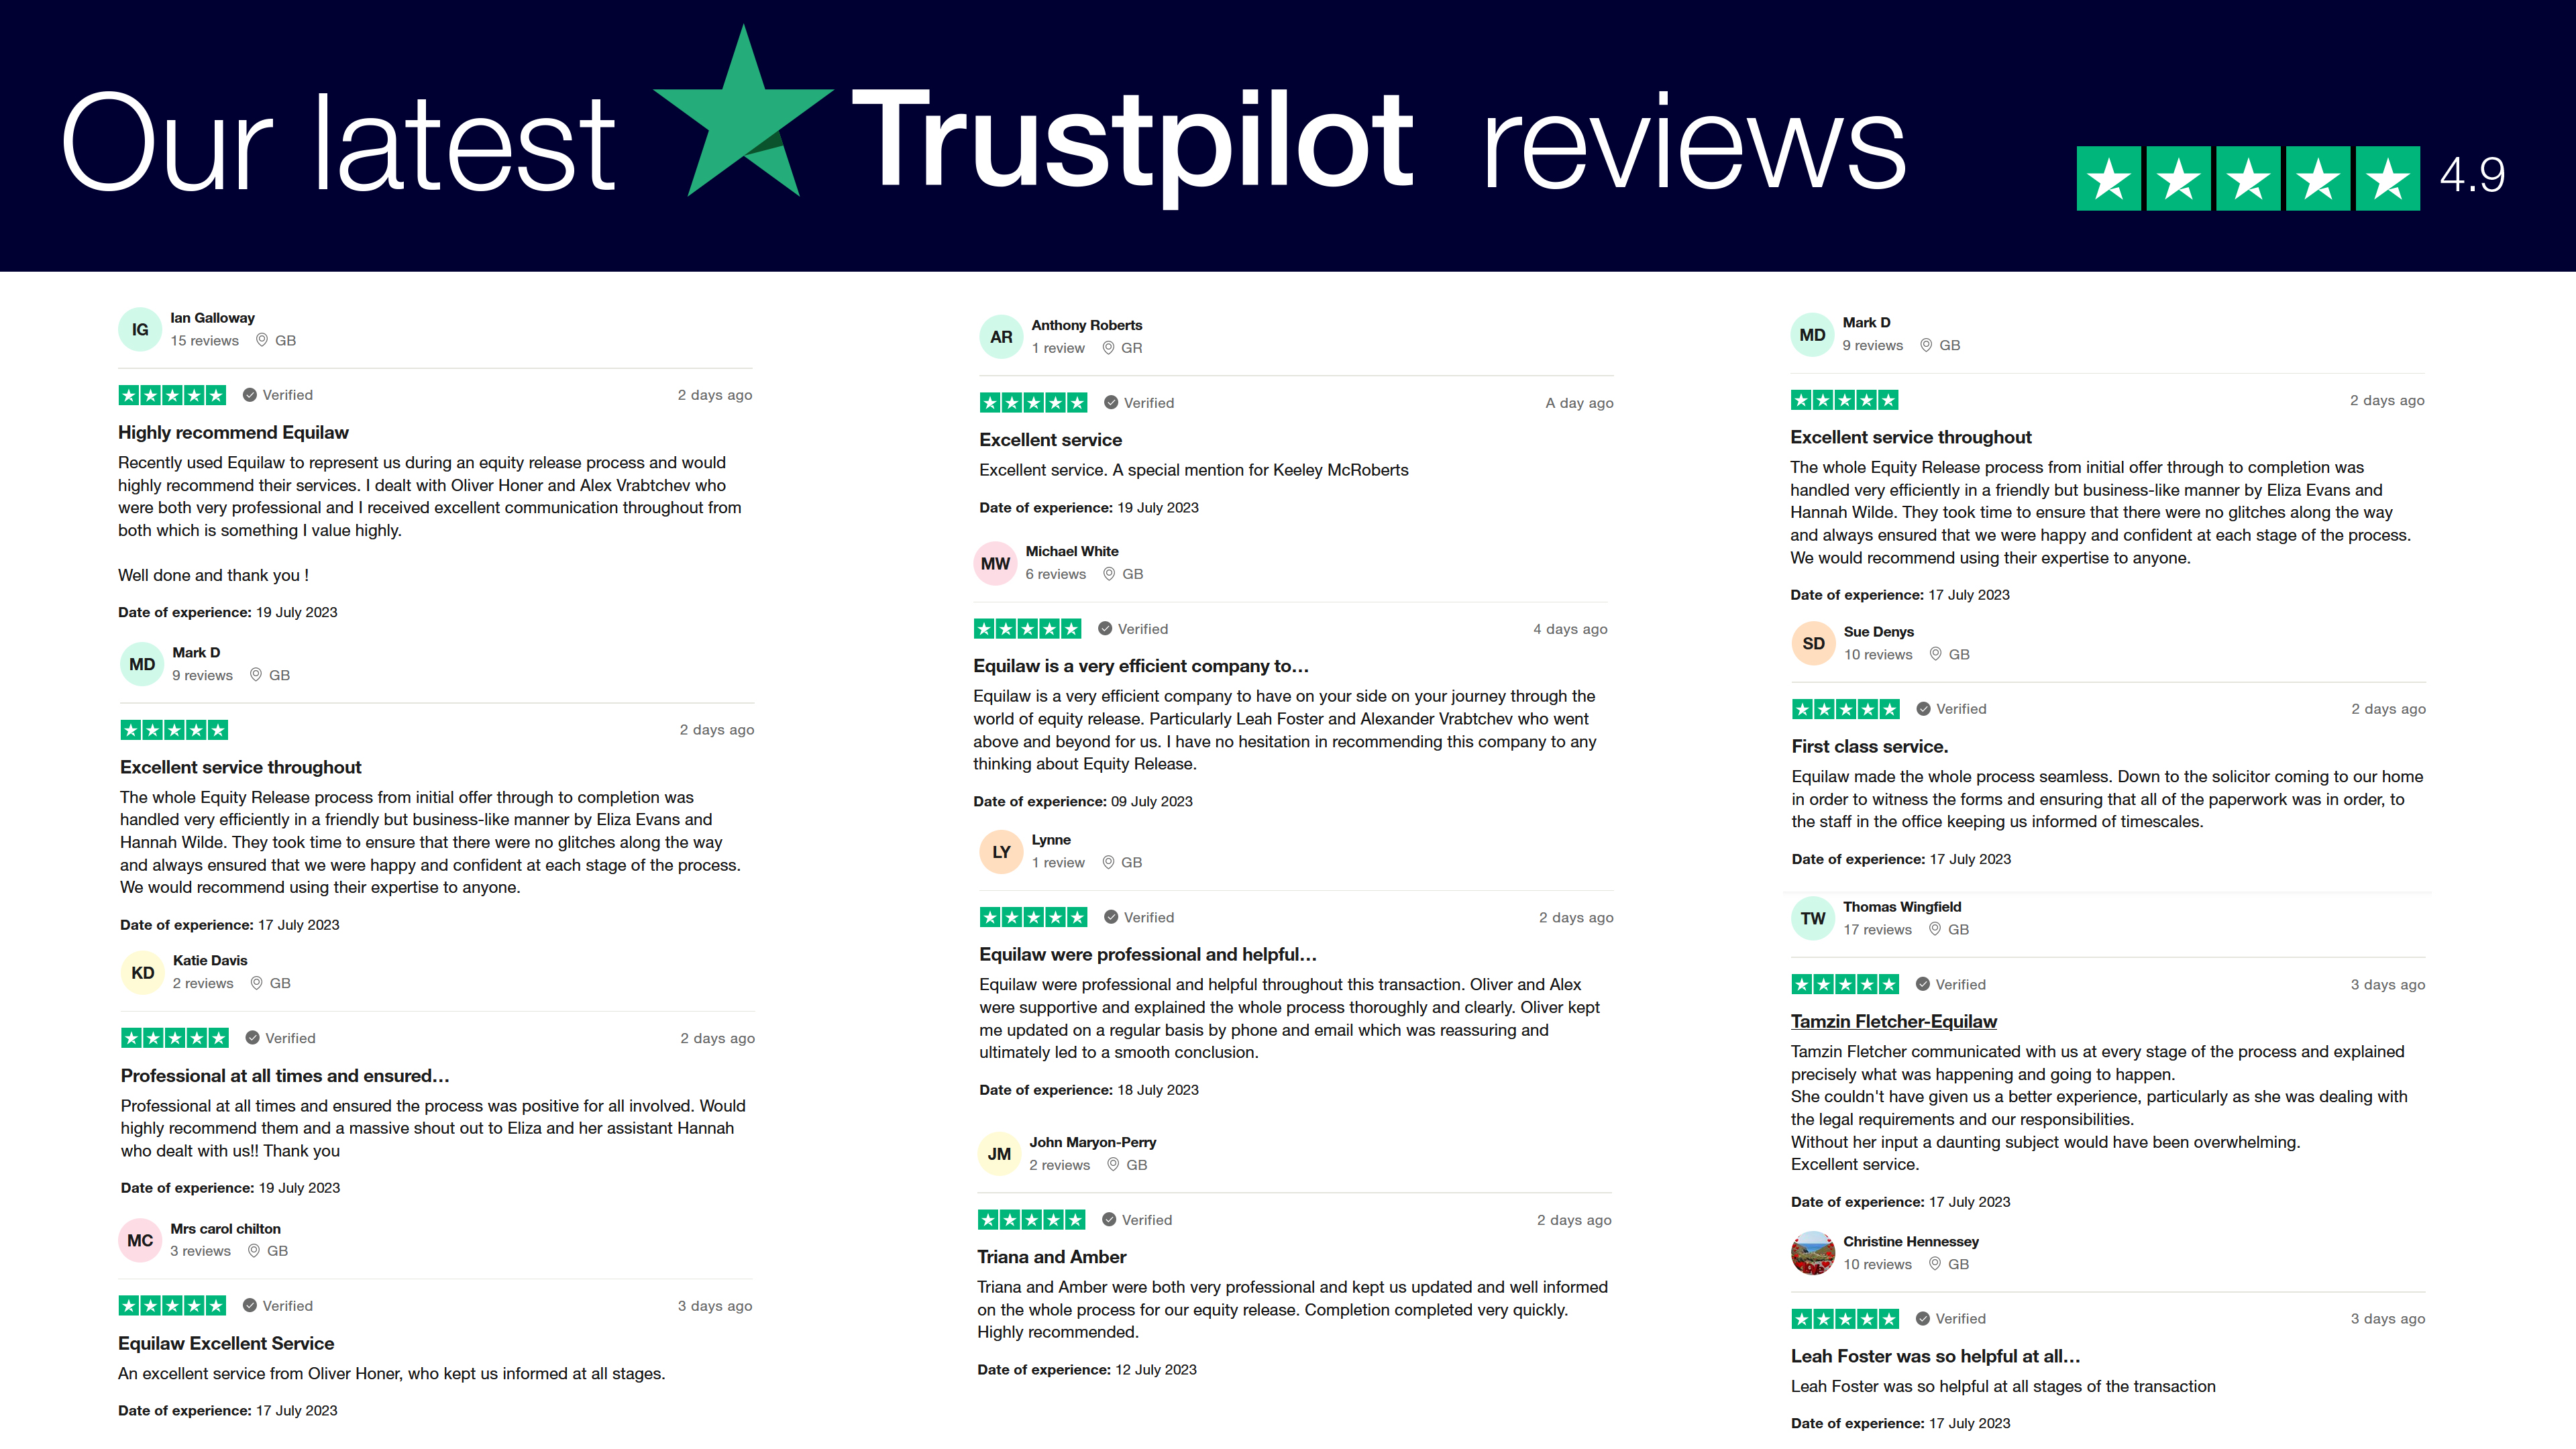 Our latest Trustpilot reviews
4.9
IG
Ian Galloway
15 reviews GB
Verified 2 days ago
Highly recommend Equilaw
Recently used Equilaw to represent us during an equity release process and would
highly recommend their services. I dealt with Oliver Honer and Alex Vrabtchev who
were both very professional and I received excellent communication throughout from
both which is something I value highly.
Well done and thank you !
Date of experience: 19 July 2023
MD
Mark D
9 reviews GB
2 days ago
Excellent service throughout
The whole Equity Release process from initial offer through to completion was
handled very efficiently in a friendly but business-like manner by Eliza Evans and
Hannah Wilde. They took time to ensure that there were no glitches along the way
and always ensured that we were happy and confident at each stage of the process.
We would recommend using their expertise to anyone.
Date of experience: 17 July 2023
KD
Katie Davis
2 reviews GB
Verified 2 days ago
Professional at all times and ensured…
Professional at all times and ensured the process was positive for all involved. Would
highly recommend them and a massive shout out to Eliza and her assistant Hannah
who dealt with us!! Thank you
Date of experience: 19 July 2023
MC
Mrs carol chilton
3 reviews GB
Verified 3 days ago
Equilaw Excellent Service
An excellent service from Oliver Honer, who kept us informed at all stages.
Date of experience: 17 July 2023
AR
Anthony Roberts
1 review GR
Verified A day ago
Excellent service
Excellent service. A special mention for Keeley McRoberts
Date of experience: 19 July 2023
MW
Michael White
6 reviews GB
Verified 4 days ago
Equilaw is a very efficient company to…
Equilaw is a very efficient company to have on your side on your journey through the
world of equity release. Particularly Leah Foster and Alexander Vrabtchev who went
above and beyond for us. I have no hesitation in recommending this company to any
thinking about Equity Release.
Date of experience: 09 July 2023
LY
Lynne
1 review GB
Verified 2 days ago
Equilaw were professional and helpful…
Equilaw were professional and helpful throughout this transaction. Oliver and Alex
were supportive and explained the whole process thoroughly and clearly. Oliver kept
me updated on a regular basis by phone and email which was reassuring and
ultimately led to a smooth conclusion.
Date of experience: 18 July 2023
JM
John Maryon-Perry
2 reviews GB
Verified 2 days ago
Triana and Amber
Triana and Amber were both very professional and kept us updated and well informed
on the whole process for our equity release. Completion completed very quickly.
Highly recommended.
Date of experience: 12 July 2023
MD
Mark D
9 reviews GB
2 days ago
Excellent service throughout
The whole Equity Release process from initial offer through to completion was
handled very efficiently in a friendly but business-like manner by Eliza Evans and
Hannah Wilde. They took time to ensure that there were no glitches along the way
and always ensured that we were happy and confident at each stage of the process.
We would recommend using their expertise to anyone.
Date of experience: 17 July 2023
SD
Sue Denys
10 reviews GB
Verified 2 days ago
First class service.
Equilaw made the whole process seamless. Down to the solicitor coming to our home
in order to witness the forms and ensuring that all of the paperwork was in order, to
the staff in the office keeping us informed of timescales.
Date of experience: 17 July 2023
TW
Thomas Wingfield
17 reviews GB
Verified 3 days ago
Tamzin Fletcher-Equilaw
Tamzin Fletcher communicated with us at every stage of the process and explained
precisely what was happening and going to happen.
She couldn't have given us a better experience, particularly as she was dealing with
the legal requirements and our responsibilities.
Without her input a daunting subject would have been overwhelming.
Excellent service.
Date of experience: 17 July 2023
Christine Hennessey
10 reviews GB
Verified 3 days ago
Leah Foster was so helpful at all…
Leah Foster was so helpful at all stages of the transaction
Date of experience: 17 July 2023